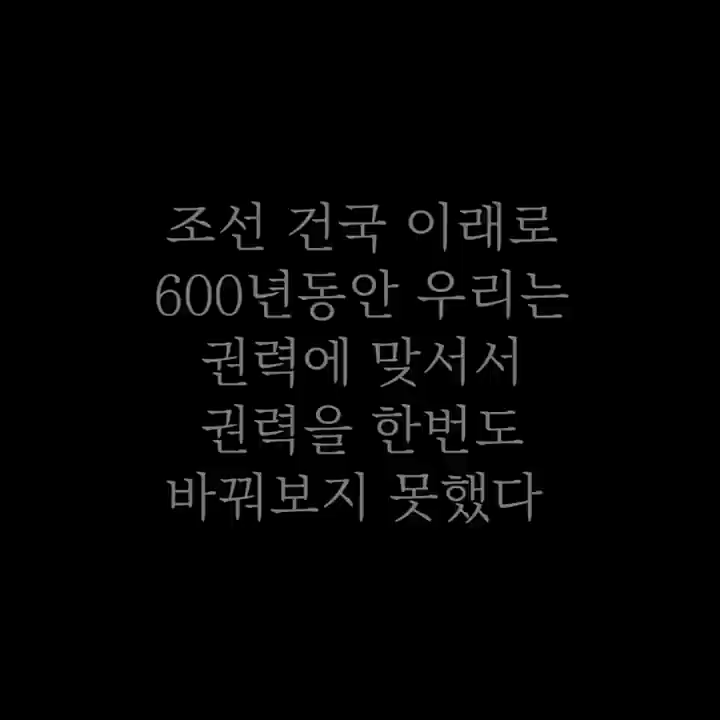 조선 건국 이래로
600년동안 우리는
권력에 맞서서
권력을 한번도
바꿔보지 못했다